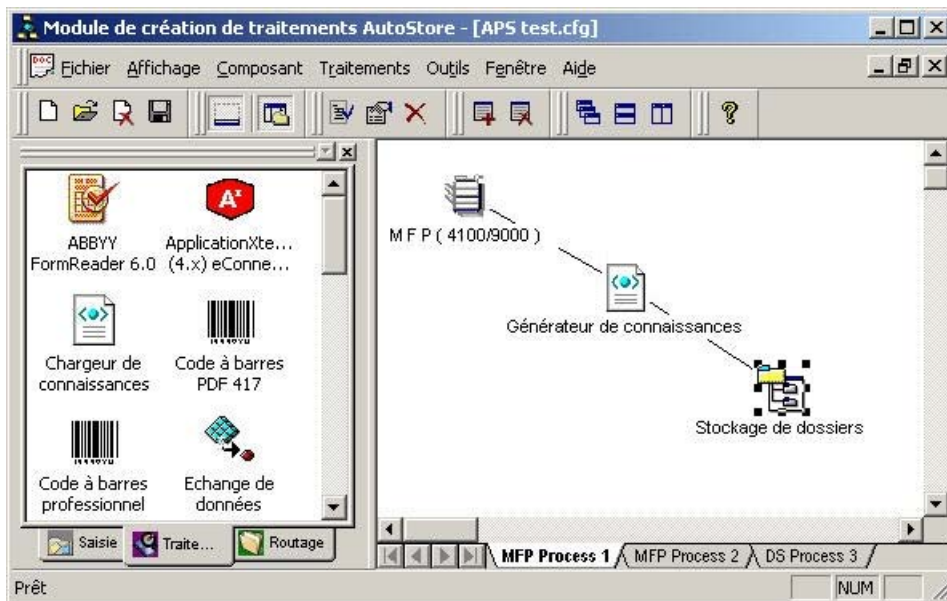 Module de création de traitements AutoStore - [APS test.cfg]
Fichier Affichage Composant Traitements Outils Fenêtre Aide
ABBYY
FormReader 6.0
ApplicationXte...
(4.x) eConne...
Chargeur de
connaissances
Code à barres
PDF 417
Code à barres
professionnel
Echange de
données
Saisie Traite... Routage
M F P ( 4100/9000 )
Générateur de connaissances
Stockage de dossiers
MFP Process 1 MFP Process 2 DS Process 3
Prêt NUM